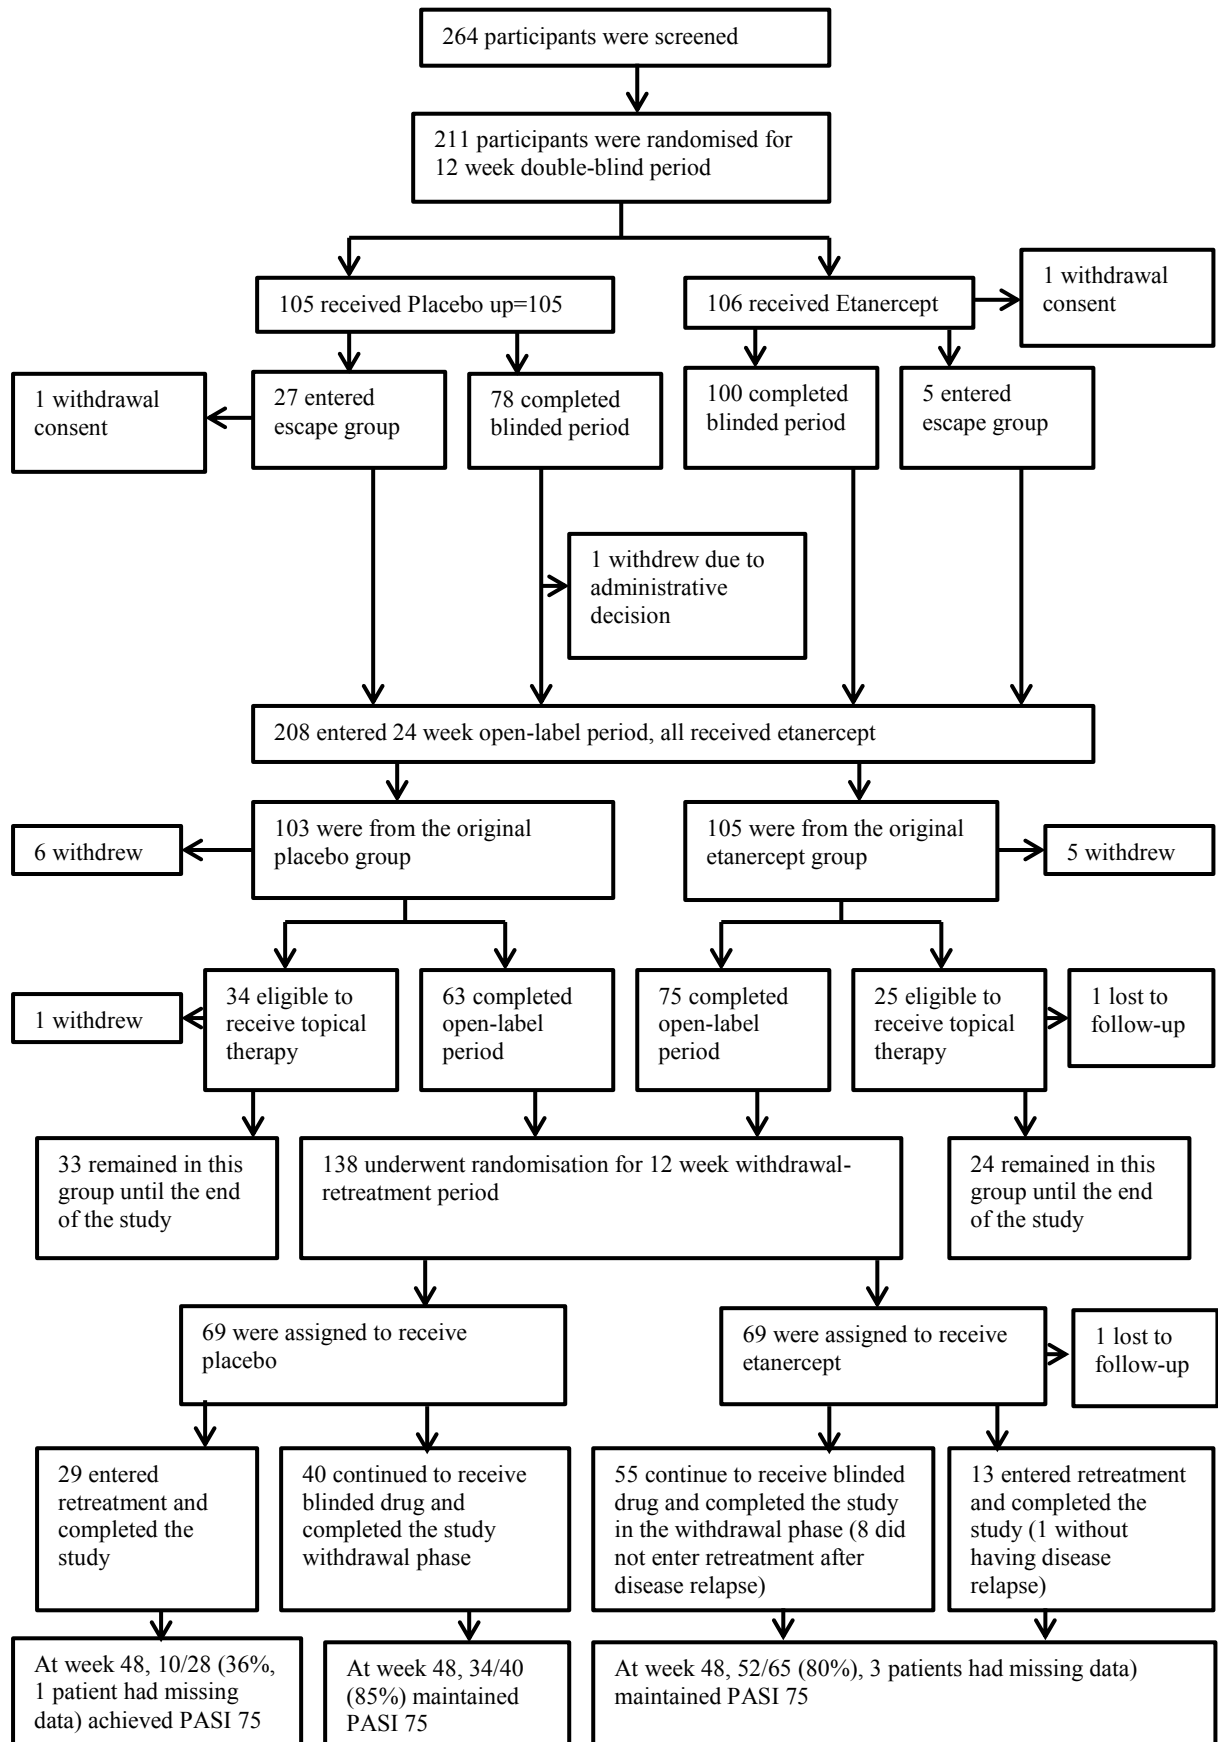 264 participants were screened
211 participants were randomised for
12 week double-blind period
105 received Placebo up=105
106 received Etanercept
1 withdrawal
consent
1 withdrawal
consent
27 entered
escape group
78 completed
blinded period
100 completed
blinded period
5 entered
escape group
1 withdrew due to
administrative
decision
208 entered 24 week open-label period, all received etanercept
6 withdrew
103 were from the original
placebo group
105 were from the original
etanercept group
5 withdrew
1 withdrew
34 eligible to
receive topical
therapy
63 completed
open-label
period
75 completed
open-label
period
25 eligible to
receive topical
therapy
1 lost to
follow-up
33 remained in this
group until the end
of the study
138 underwent randomisation for 12 week withdrawal-
retreatment period
24 remained in this
group until the end
of the study
69 were assigned to receive
placebo
69 were assigned to receive
etanercept
1 lost to
follow-up
29 entered
retreatment and
completed the
study
40 continued to receive
blinded drug and
completed the study
withdrawal phase
55 continue to receive blinded
drug and completed the study
in the withdrawal phase (8 did
not enter retreatment after
disease relapse)
13 entered retreatment
and completed the
study (1 without
having disease
relapse)
At week 48, 10/28 (36%,
1 patient had missing
data) achieved PASI 75
At week 48, 34/40
(85%) maintained
PASI 75
At week 48, 52/65 (80%), 3 patients had missing data)
maintained PASI 75